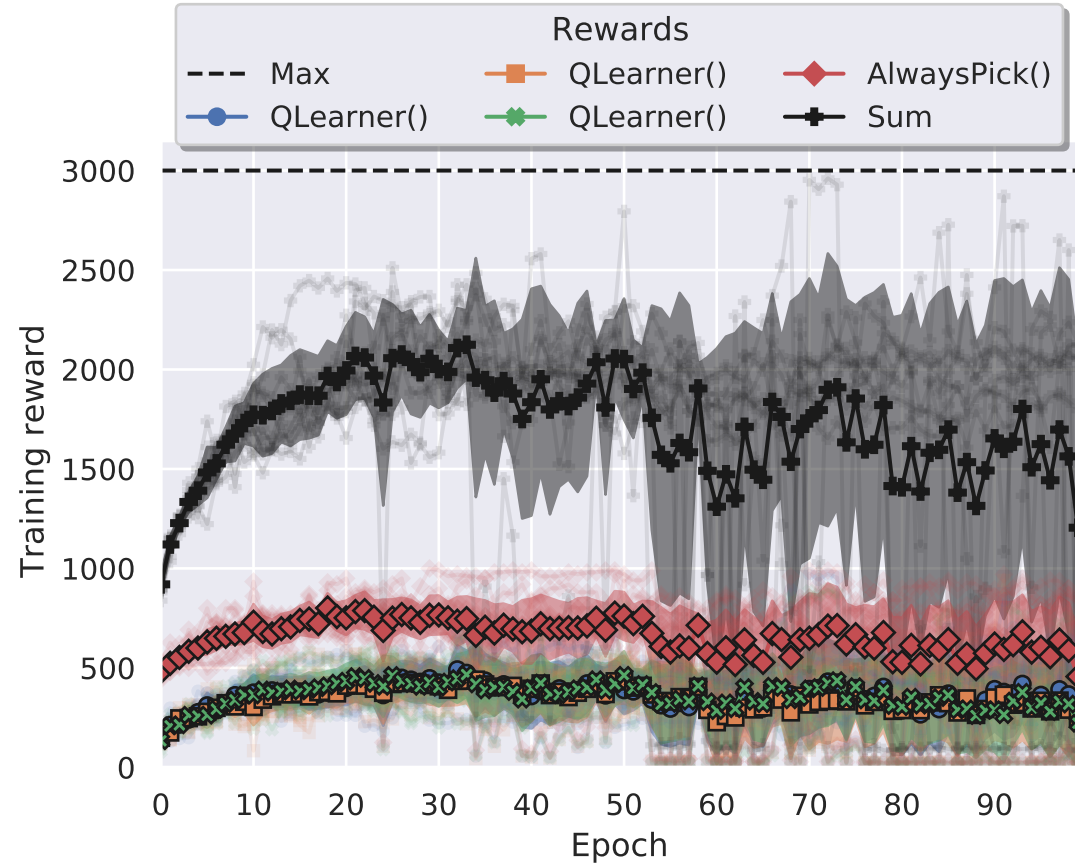 Rewards
Max QLearner() AlwaysPick()
QLearner() QLearner() Sum
3000
2500
2000
1500
1000
500
0
Training reward
0 10 20 30 40 50 60 70 80 90
Epoch